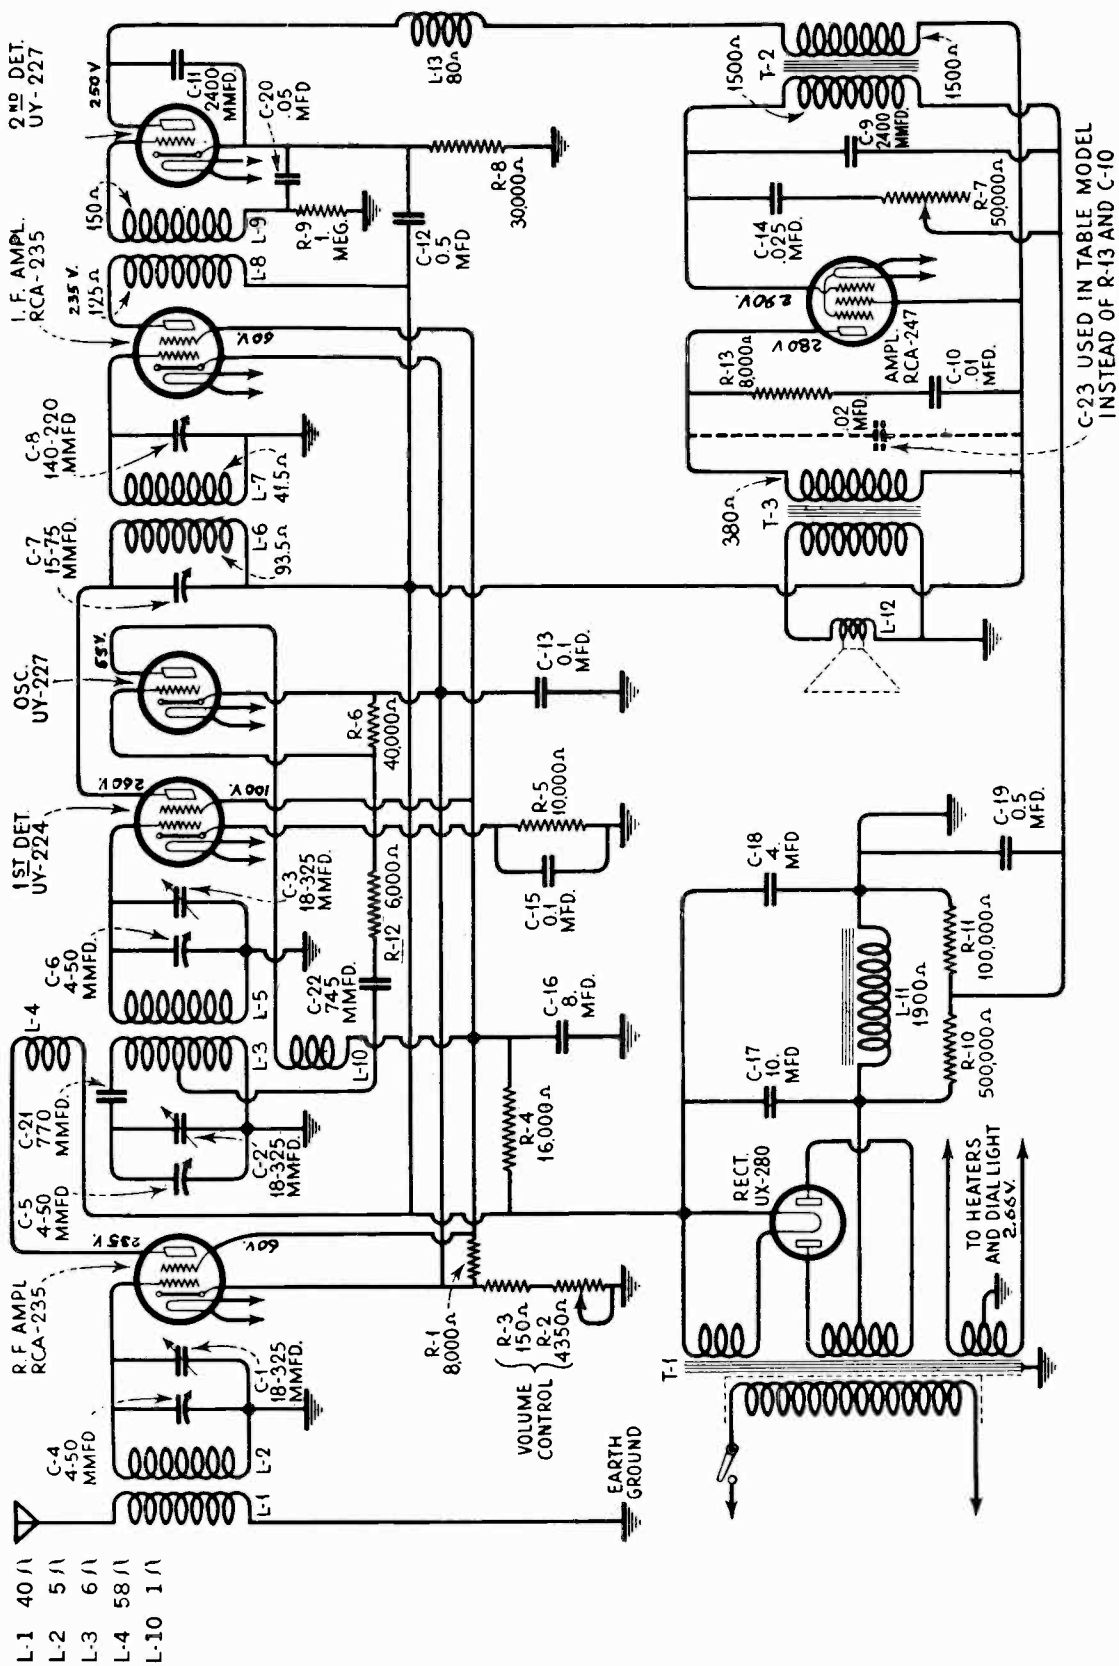 L-1 40Ω
L-2 5Ω
L-3 6Ω
L-4 58Ω
L-10 1Ω
R.F AMPL
RCA-235
C-4
4-50
MMFD
L-1
L-2
C-1
18-325
MMFD.
235V.
60V.
EARTH
GROUND
VOLUME
CONTROL
R-1
8,000Ω
R-3
150Ω
R-2
4350Ω
C-5
4-50
MMFD
C-21
770
MMFD.
C-2
18-325
MMFD.
L-4
L-3
L-5
C-6
4-50
MMFD.
C-3
18-325
MMFD.
C-22
745
MMFD.
L-10
R-12 6,000Ω
1ST DET.
UY-224
260V.
100V.
OSC.
UY-227
R-6
40,000Ω
R-4
16,000Ω
C-16
8.
MFD.
C-15
0.1
MFD.
R-5
10,000Ω
C-13
0.1
MFD.
C-7
15-75
MMFD.
L-6
93.5Ω
C-8
140-220
MMFD
L-7
41.5Ω
I.F. AMPL.
RCA-235
60V.
235 V.
125Ω
L-8
150Ω
L-9
2ND DET.
UY-227
250V
C-11
2400
MMFD.
C-20
.05
MFD
R-9
1.
MEG.
C-12
0.5
MFD
R-8
30,000Ω
L-13
80Ω
T-1
RECT.
UX-280
TO HEATERS
AND DIAL LIGHT
2.66V.
C-17
10.
MFD
C-18
4.
MFD
L-11
1900Ω
R-10
500,000Ω
R-11
100,000Ω
C-19
0.5
MFD.
L-12
T-3
380Ω
.02
MFD.
R-13
8,000Ω
C-10
.01
MFD.
280V
290V.
AMPL.
RCA-247
C-14
.025
MFD.
R-7
50,000Ω
C-9
2400
MMFD.
1500Ω
T-2
1500Ω
C-23 USED IN TABLE MODEL
INSTEAD OF R-13 AND C-10